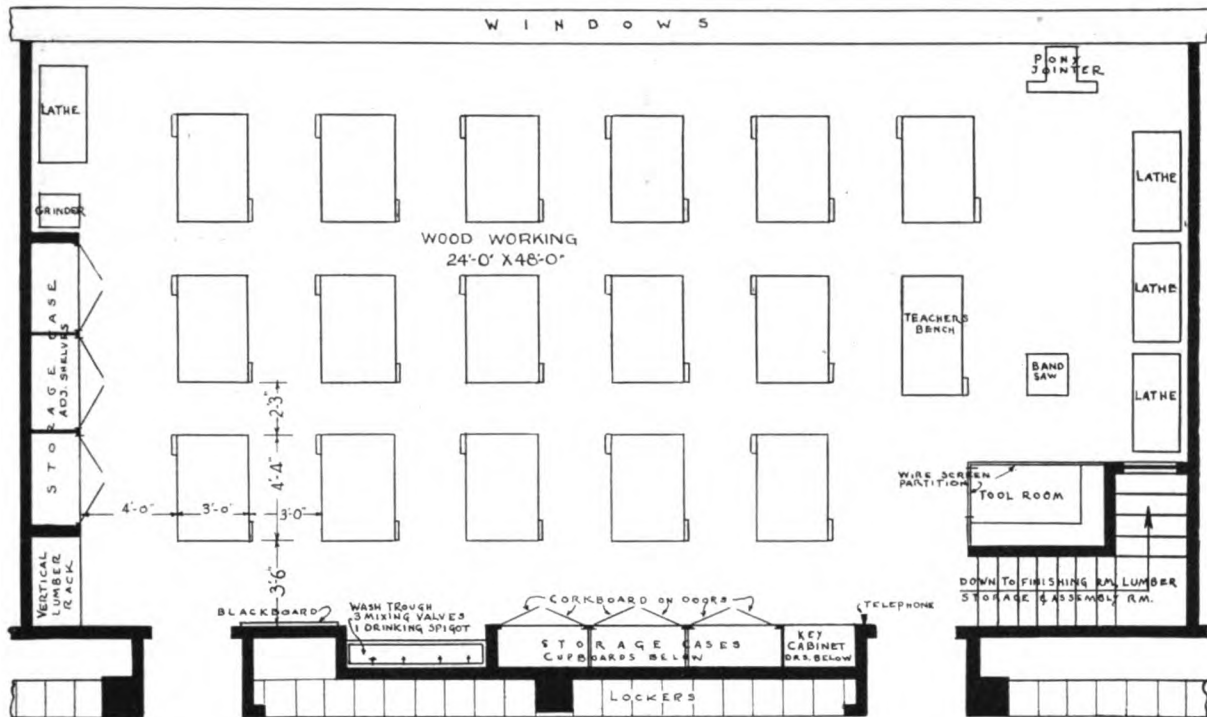 WINDOWS
PONY
JOINTER
LATHE
GRINDER
LATHE
WOOD WORKING
24'-0" X 48'-0"
STORAGE CASE
ADJ. SHELVES
TEACHERS
BENCH
LATHE
BAND
SAW
LATHE
2'-3"
4'-4"
WIRE SCREEN
PARTITION
TOOL ROOM
4'-0"
3'-0"
3'-0"
3'-6"
VERTICAL
LUMBER
RACK
DOWN TO FINISHING RM, LUMBER
STORAGE & ASSEMBLY RM.
BLACKBOARD
WASH TROUGH
3 MIXING VALVES
1 DRINKING SPIGOT
CORKBOARD ON DOORS
TELEPHONE
STORAGE CASES
CUPBOARDS BELOW
KEY
CABINET
DRS. BELOW
LOCKERS